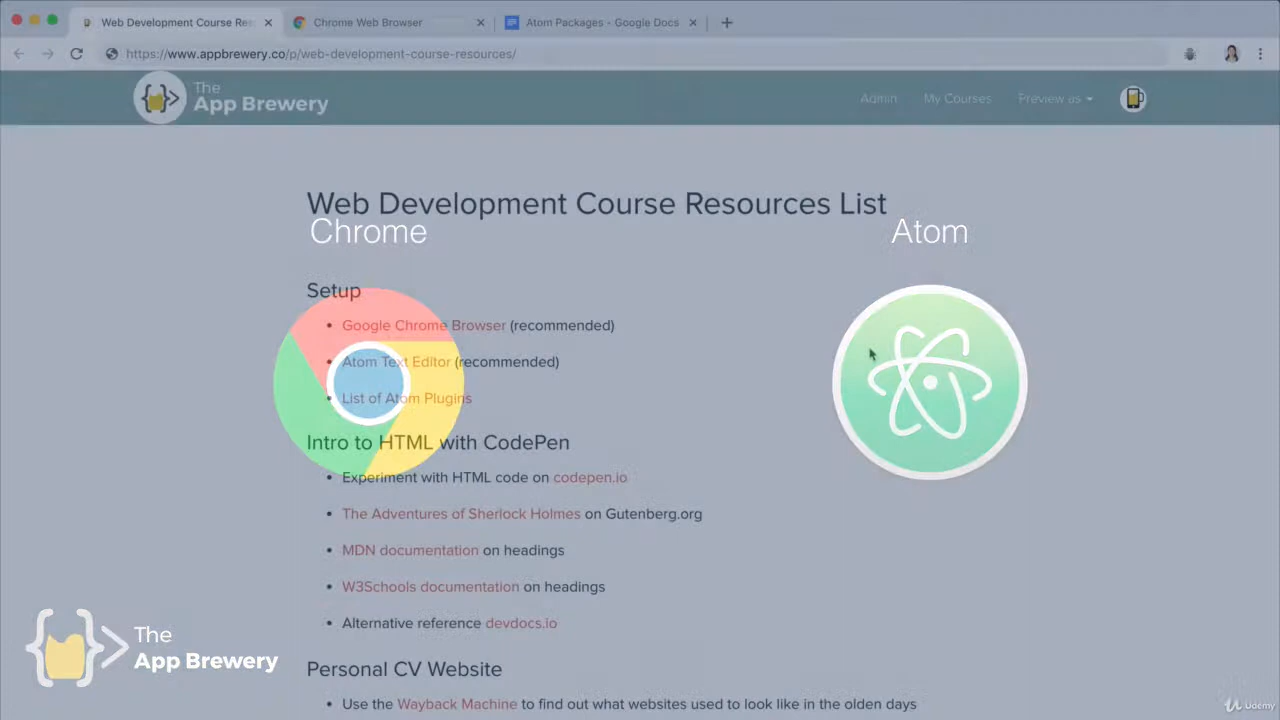 Web Development Course Res
Chrome Web Browser
Atom Packages - Google Docs
https://www.appbrewery.co/p/web-development-course-resources/
The
App Brewery
Admin
My Courses
Preview as
Web Development Course Resources List
Chrome
Atom
Setup
• Google Chrome Browser (recommended)
• Atom Text Editor (recommended)
• List of Atom Plugins
Intro to HTML with CodePen
• Experiment with HTML code on codepen.io
• The Adventures of Sherlock Holmes on Gutenberg.org
• MDN documentation on headings
• W3Schools documentation on headings
• Alternative reference devdocs.io
The
App Brewery
Personal CV Website
• Use the Wayback Machine to find out what websites used to look like in the olden days
Udemy